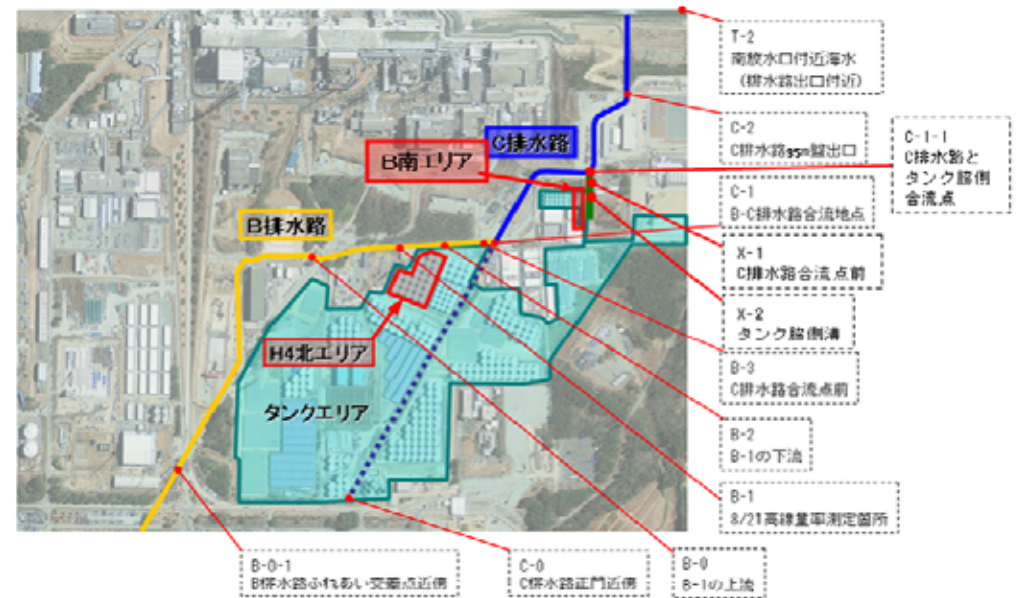 T-2
南放水口付近海水
（排水路出口付近）
C-2
C排水路35m盤出口
C-1-1
C排水路と
タンク脇側
合流点
C排水路
B南エリア
C-1
B-C排水路合流地点
B排水路
X-1
C排水路合流点前
X-2
タンク脇側溝
H4北エリア
B-3
C排水路合流点前
タンクエリア
B-2
B-1の下流
B-1
8/21高線量率測定箇所
B-0-1
B排水路ふれあい交差点近傍
C-0
C排水路正門近傍
B-0
B-1の上流